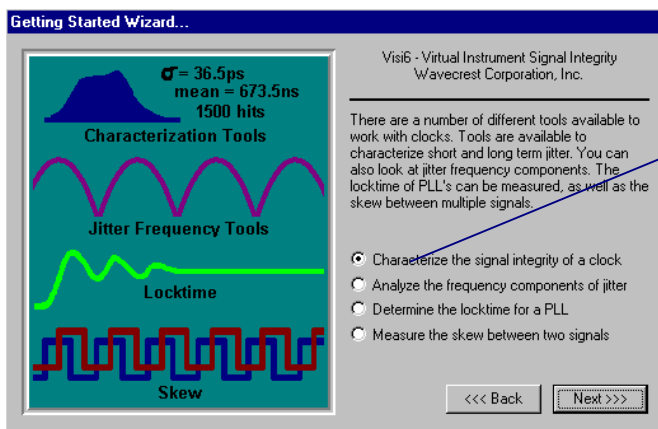 Getting Started Wizard...
σ = 36.5ps
mean = 673.5ns
1500 hits
Characterization Tools
Jitter Frequency Tools
Locktime
Skew
Visi6 - Virtual Instrument Signal Integrity
Wavecrest Corporation, Inc.
There are a number of different tools available to
work with clocks. Tools are available to
characterize short and long term jitter. You can
also look at jitter frequency components. The
locktime of PLL's can be measured, as well as the
skew between multiple signals.
Characterize the signal integrity of a clock
Analyze the frequency components of jitter
Determine the locktime for a PLL
Measure the skew between two signals
<<< Back
Next >>>